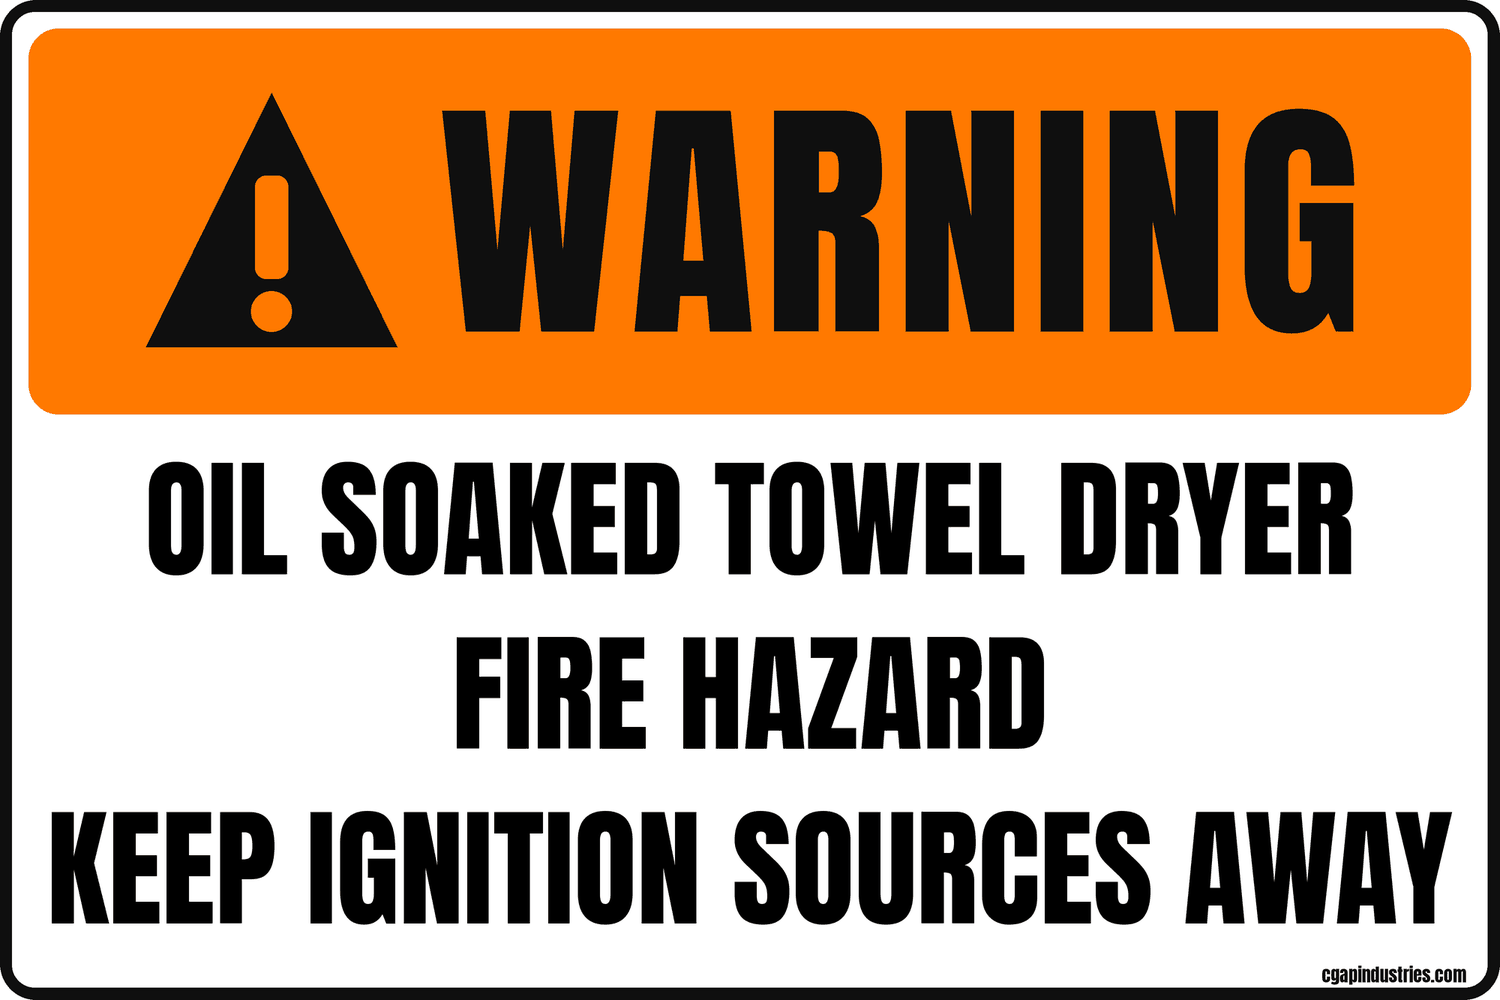 WARNING
OIL SOAKED TOWEL DRYER
FIRE HAZARD
KEEP IGNITION SOURCES AWAY
cgapindustries.com